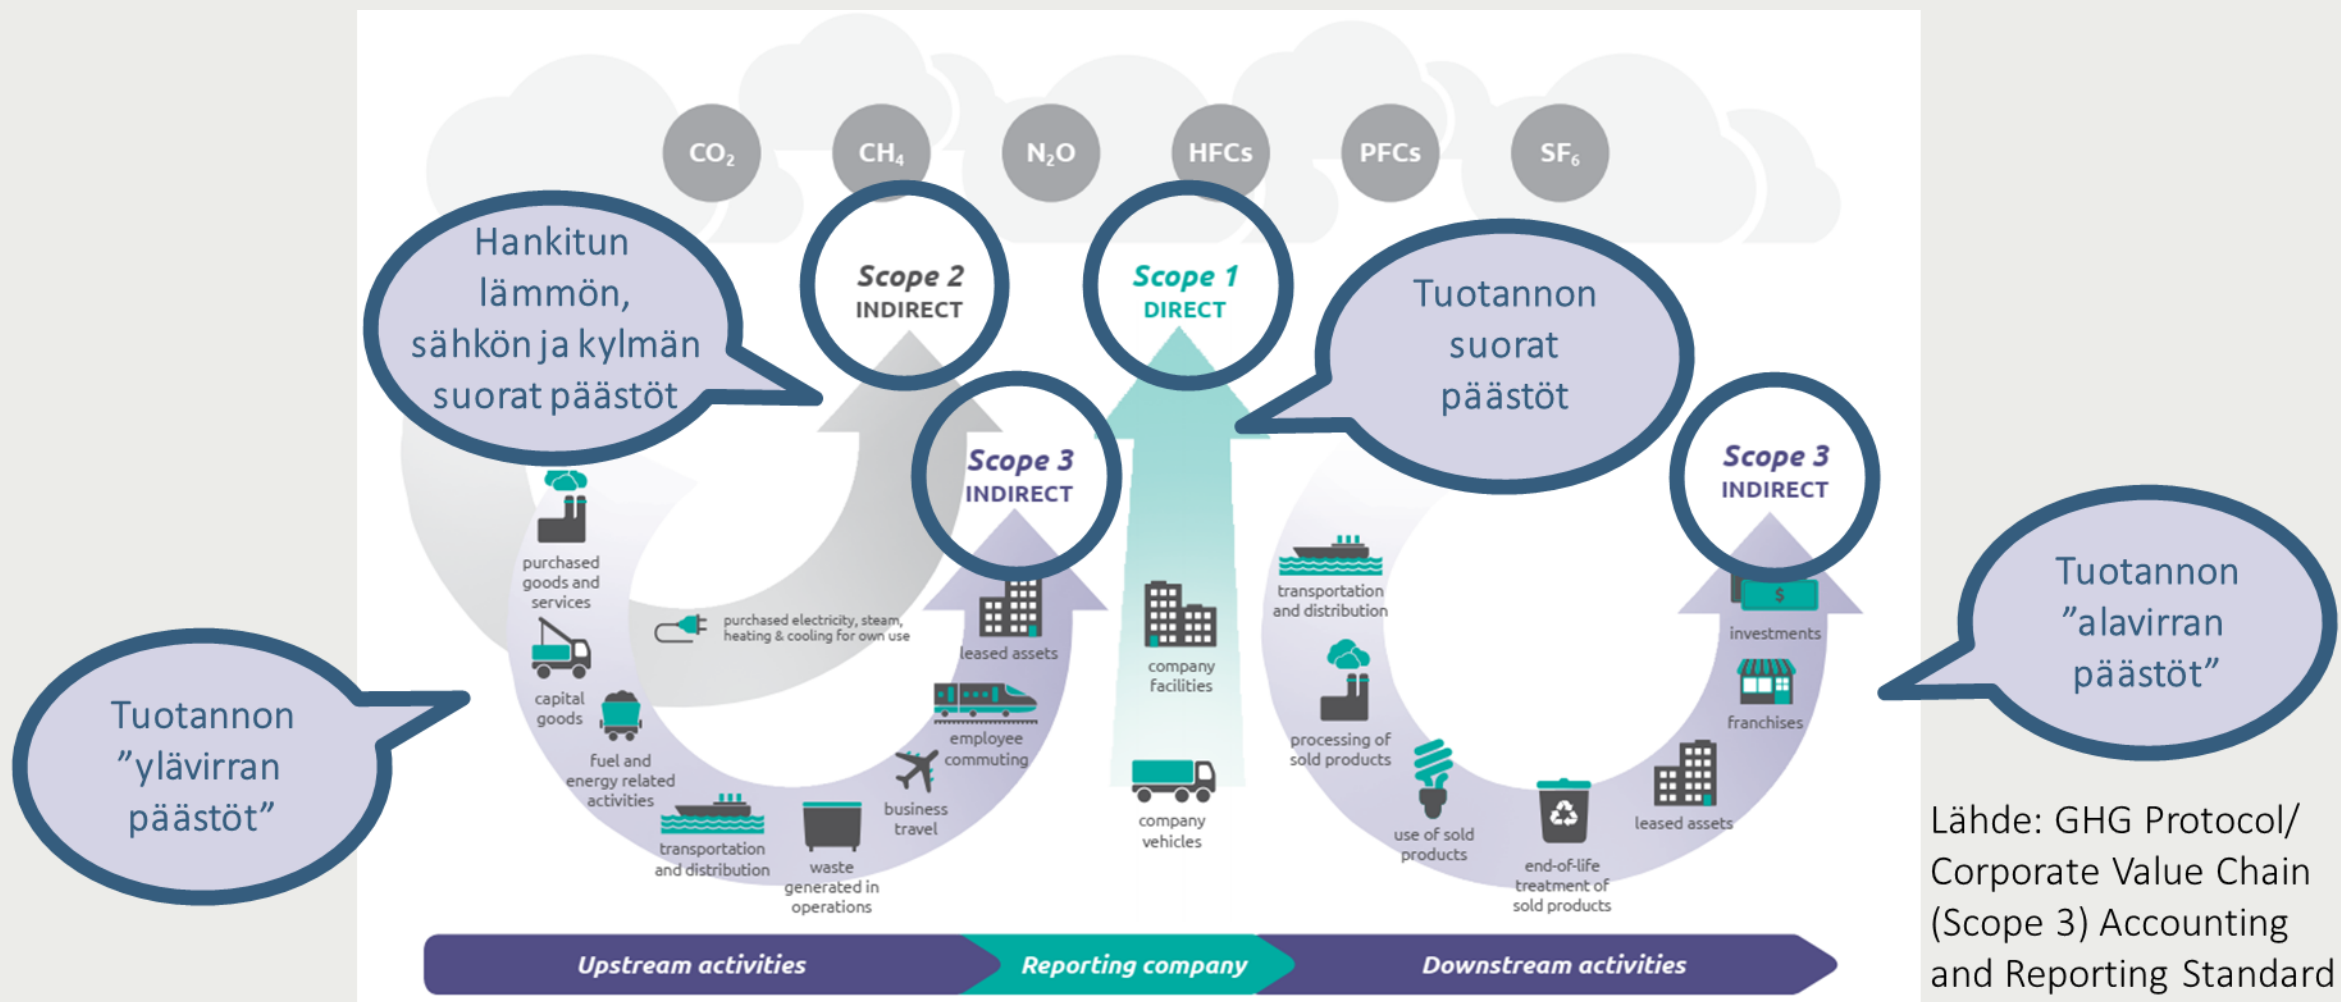 CO₂
CH₄
N₂O
HFCs
PFCs
SF₆
Hankitun
lämmön,
sähkön ja kylmän
suorat päästöt
Scope 2
INDIRECT
Scope 1
DIRECT
Tuotannon
suorat
päästöt
Scope 3
INDIRECT
Scope 3
INDIRECT
purchased
goods and
services
capital
goods
fuel and
energy related
activities
transportation
and distribution
waste
generated in
operations
business
travel
employee
commuting
leased assets
purchased electricity, steam,
heating & cooling for own use
company
facilities
company
vehicles
transportation
and distribution
processing of
sold products
use of sold
products
end-of-life
treatment of
sold products
leased assets
franchises
investments
$
Tuotannon
”ylävirran
päästöt”
Tuotannon
”alavirran
päästöt”
Lähde: GHG Protocol/
Corporate Value Chain
(Scope 3) Accounting
and Reporting Standard
Upstream activities
Reporting company
Downstream activities